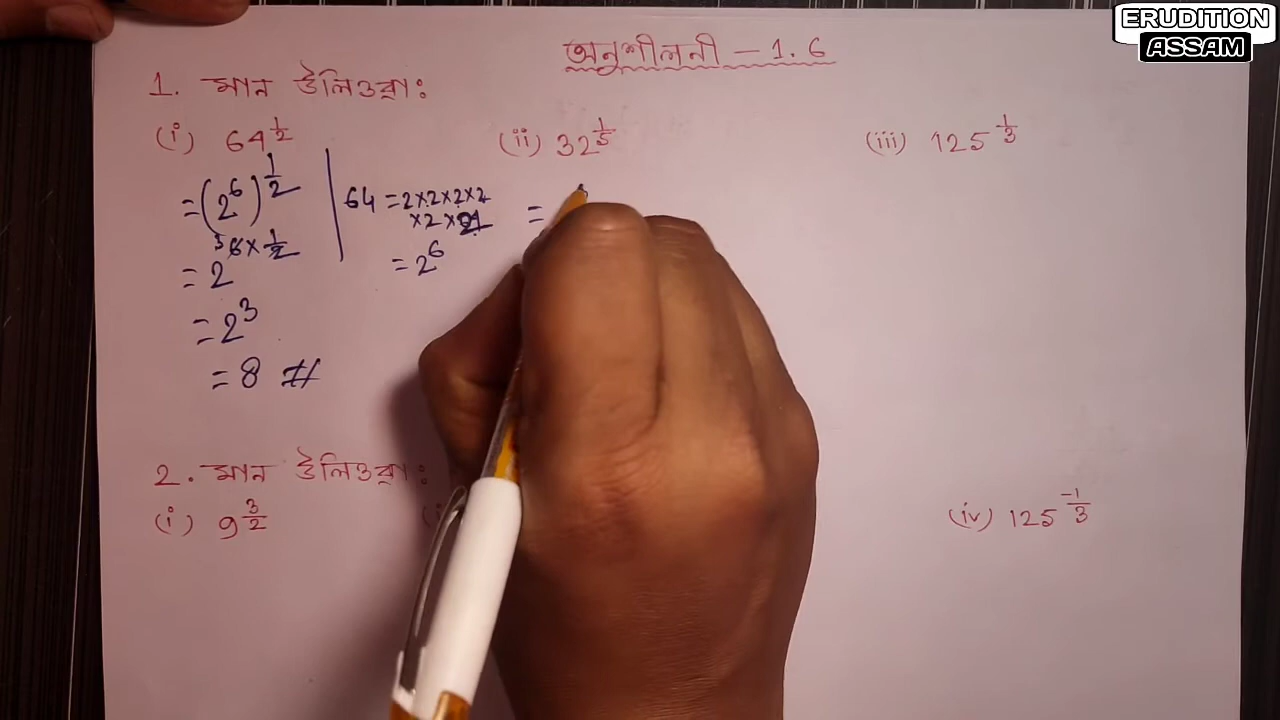 ERUDITION
ASSAM
অনুশীলনী – 1.6
1. মান উলিওৱা:
(i) 64^(1/2) (ii) 32^(1/5) (iii) 125^(1/3)
= (2^6)^(1/2) 64 = 2×2×2×2 =
×2×2
= 2^(6×1/2) = 2^6
= 2^3
= 8 #
2. মান উলিওৱা:
(i) 9^(3/2) (iv) 125^(-1/3)